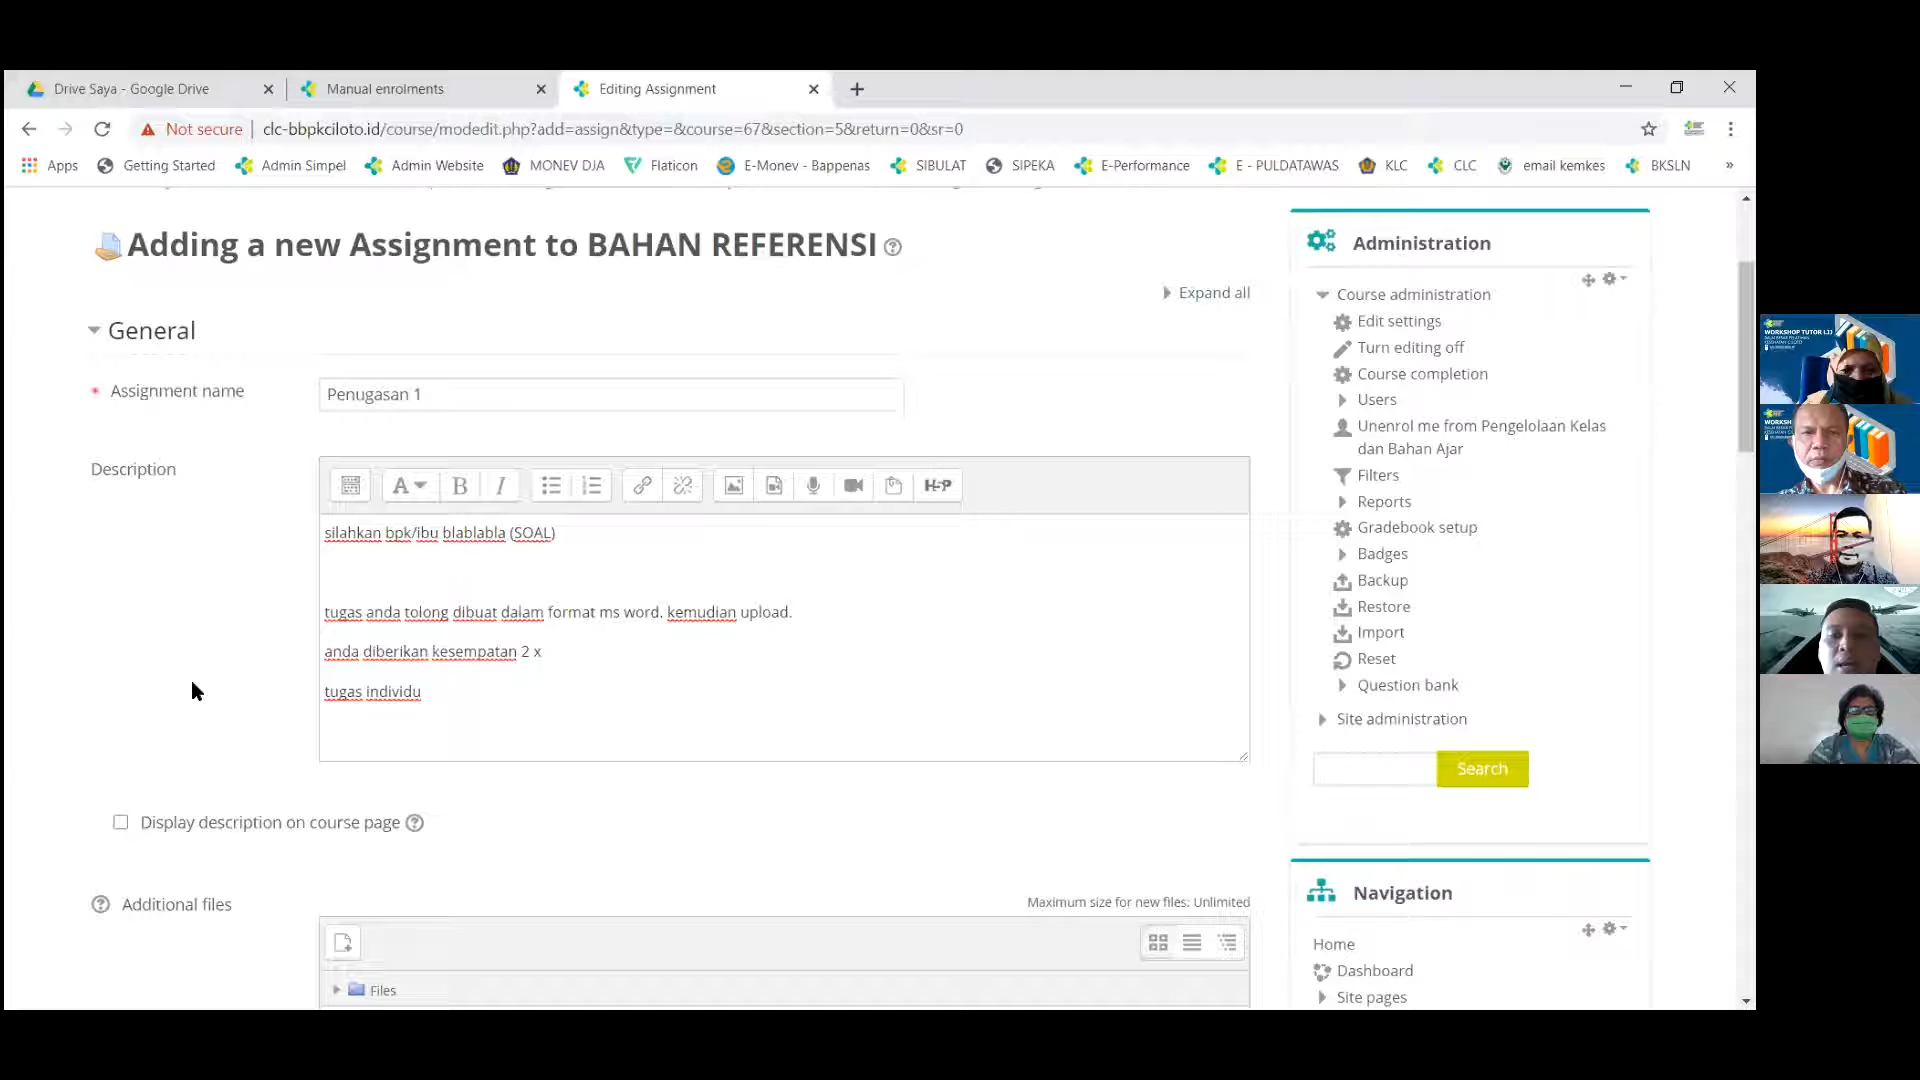 Drive Saya - Google Drive
Manual enrolments
Editing Assignment
Not secure
clc-bbpkciloto.id/course/modedit.php?add=assign&type=&course=67&section=5&return=0&sr=0
Apps
Getting Started
Admin Simpel
Admin Website
MONEV DJA
Flaticon
E-Monev - Bappenas
SIBULAT
SIPEKA
E-Performance
E - PULDATAWAS
KLC
CLC
email kemkes
BKSLN
»
Adding a new Assignment to BAHAN REFERENSI
Expand all
General
Assignment name
Penugasan 1
Description
A B I
H5P
silahkan bpk/ibu blablabla (SOAL)
tugas anda tolong dibuat dalam format ms word. kemudian upload.
anda diberikan kesempatan 2 x
tugas individu
Display description on course page
Additional files
Maximum size for new files: Unlimited
Files
Administration
Course administration
Edit settings
Turn editing off
Course completion
Users
Unenrol me from Pengelolaan Kelas
dan Bahan Ajar
Filters
Reports
Gradebook setup
Badges
Backup
Restore
Import
Reset
Question bank
Site administration
Search
Navigation
Home
Dashboard
Site pages
WORKSHOP TUTOR LJJ